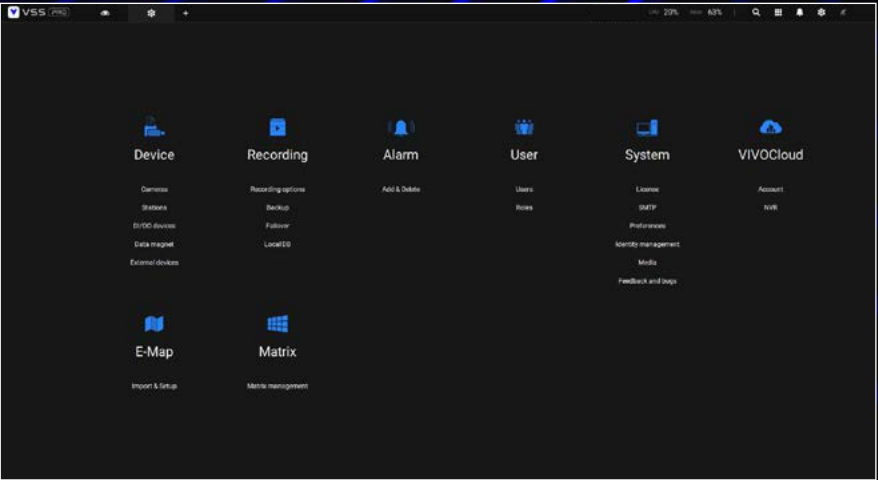 VSS PRO
20% 63%
Device
Cameras
Stations
DI/DO devices
Data magnet
External devices
Recording
Recording options
Backup
Failover
Local DB
Alarm
Add & Delete
User
Users
Roles
System
License
SMTP
Preferences
Identity management
Media
Feedback and bugs
VIVOCloud
Account
NVR
E-Map
Import & Setup
Matrix
Matrix management